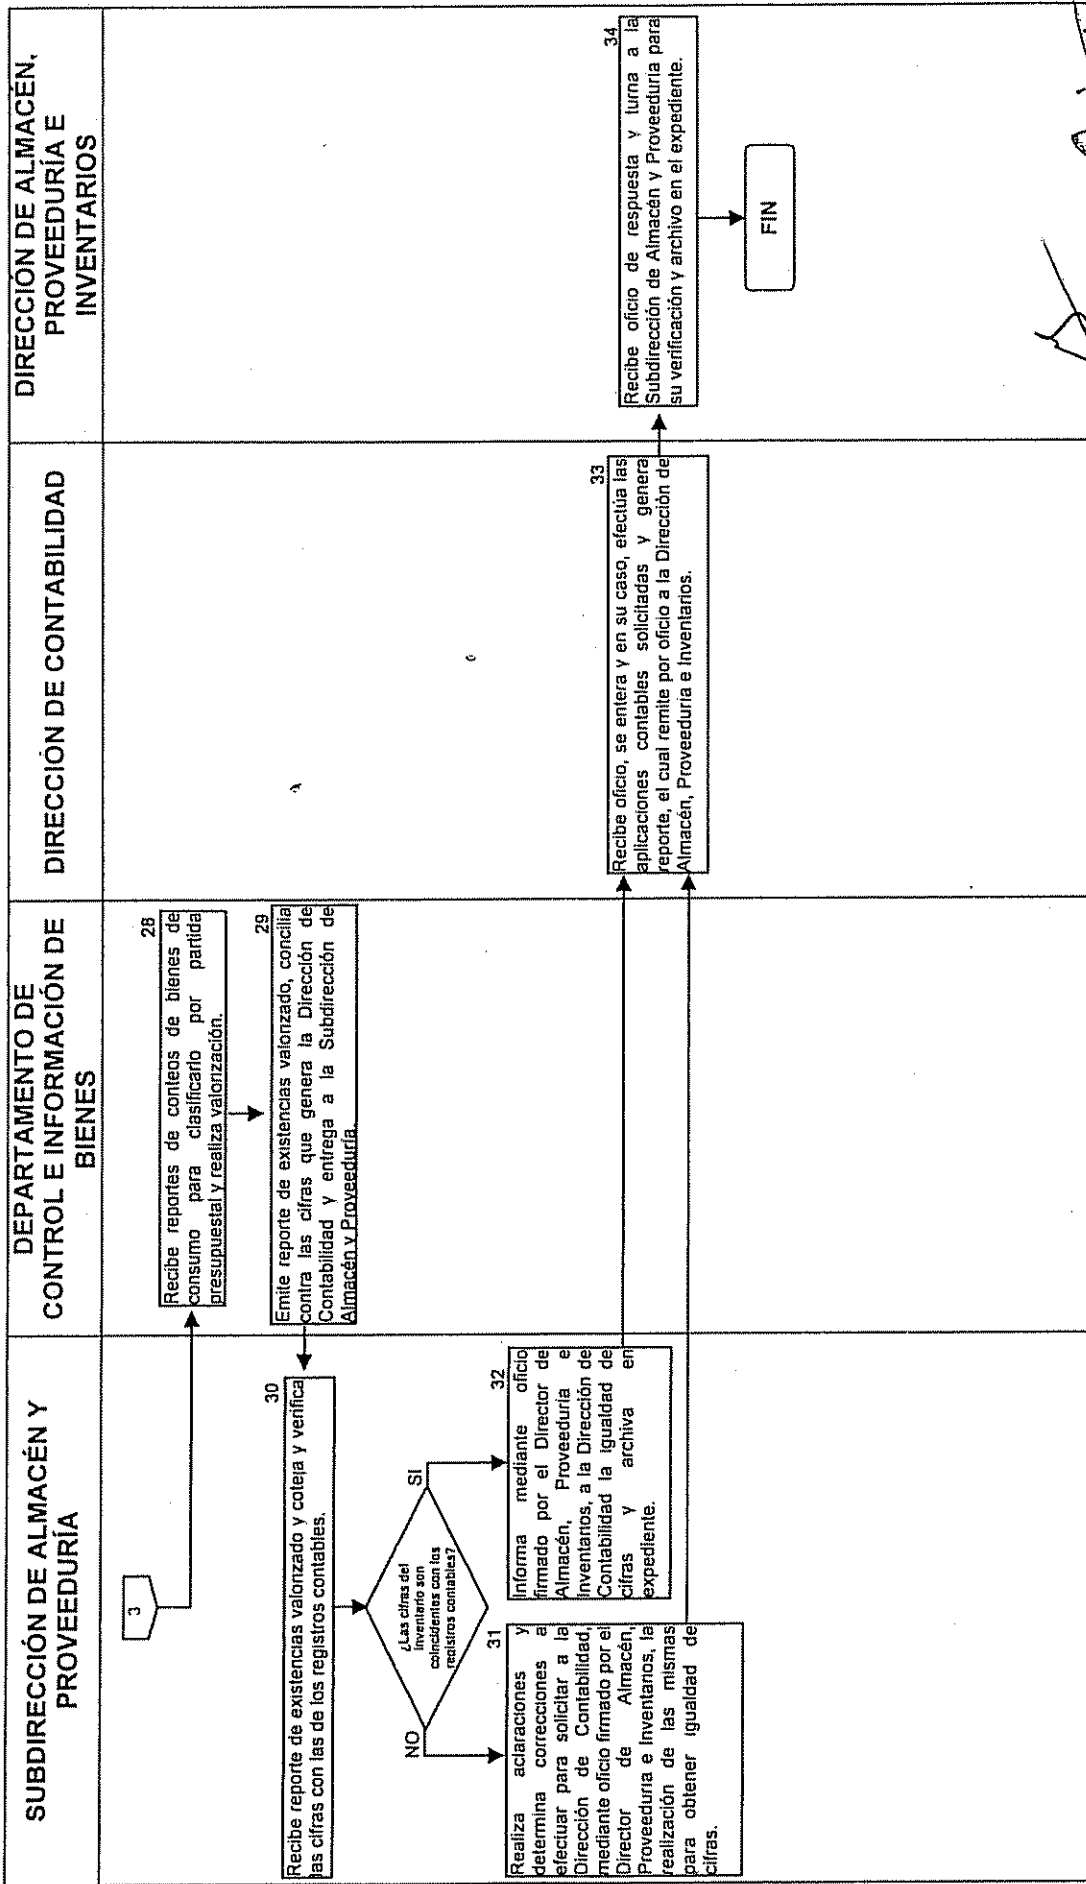 SUBDIRECCIÓN DE ALMACÉN Y
PROVEEDURÍA
DEPARTAMENTO DE
CONTROL E INFORMACIÓN DE
BIENES
DIRECCIÓN DE CONTABILIDAD
DIRECCIÓN DE ALMACÉN,
PROVEEDURÍA E
INVENTARIOS
3
28
Recibe reportes de conteos de bienes de
consumo para clasificarlo por partida
presupuestal y realiza valorización.
29
Emite reporte de existencias valorizado, concilia
contra las cifras que genera la Dirección de
Contabilidad y entrega a la Subdirección de
Almacén y Proveeduría.
30
Recibe reporte de existencias valorizado y coteja y verifica
las cifras con las de los registros contables.
¿Las cifras del
inventario son
coincidentes con los
registros contables?
NO
SI
31
Realiza aclaraciones y
determina correcciones a
efectuar para solicitar a la
Dirección de Contabilidad,
mediante oficio firmado por el
Director de Almacén,
Proveeduría e Inventarios, la
realización de las mismas
para obtener igualdad de
cifras.
32
Informa mediante oficio
firmado por el Director de
Almacén, Proveeduría e
Inventarios, a la Dirección de
Contabilidad la igualdad de
cifras y archiva en
expediente.
33
Recibe oficio, se entera y en su caso, efectúa las
aplicaciones contables solicitadas y genera
reporte, el cual remite por oficio a la Dirección de
Almacén, Proveeduría e Inventarios.
34
Recibe oficio de respuesta y turna a la
Subdirección de Almacén y Proveeduría para
su verificación y archivo en el expediente.
FIN